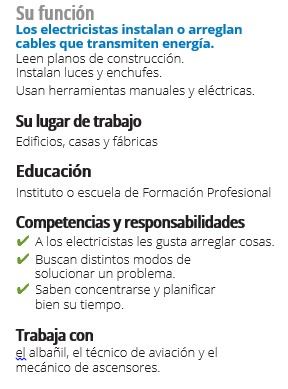 Su función
Los electricistas instalan o arreglan
cables que transmiten energía.
Leen planos de construcción.
Instalan luces y enchufes.
Usan herramientas manuales y eléctricas.
Su lugar de trabajo
Edificios, casas y fábricas
Educación
Instituto o escuela de Formación Profesional
Competencias y responsabilidades
✔ A los electricistas les gusta arreglar cosas.
✔ Buscan distintos modos de
solucionar un problema.
✔ Saben concentrarse y planificar
bien su tiempo.
Trabaja con
el albañil, el técnico de aviación y el
mecánico de ascensores.